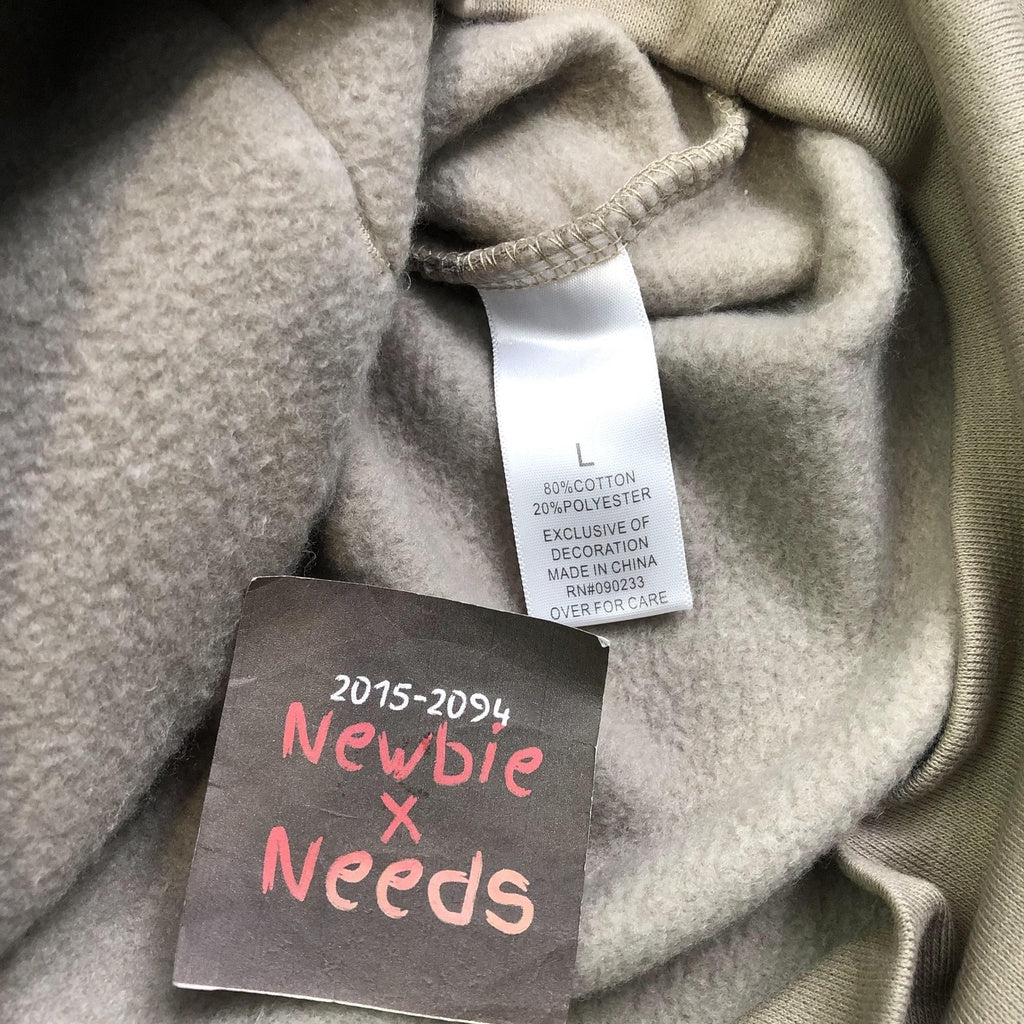 L
80%COTTON
20%POLYESTER
EXCLUSIVE OF
DECORATION
MADE IN CHINA
RN#090233
OVER FOR CARE
2015-2094
Newbie
x
Needs